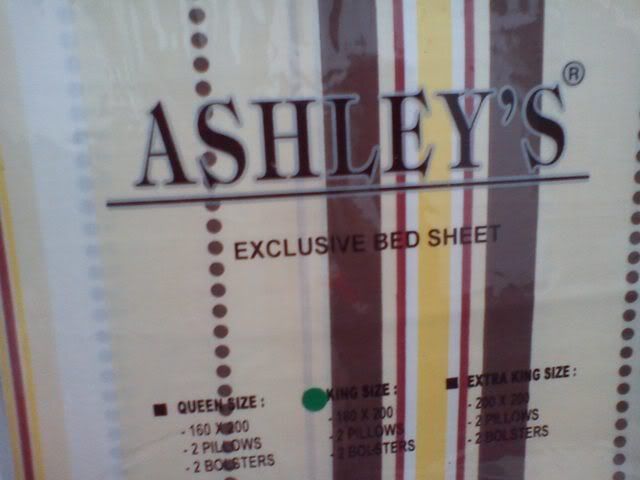 ASHLEY'S®
EXCLUSIVE BED SHEET
QUEEN SIZE :
- 160 X 200
- 2 PILLOWS
- 2 BOLSTERS
KING SIZE :
- 180 X 200
- 2 PILLOWS
- 2 BOLSTERS
EXTRA KING SIZE :
- 200 X 200
- 2 PILLOWS
- 2 BOLSTERS